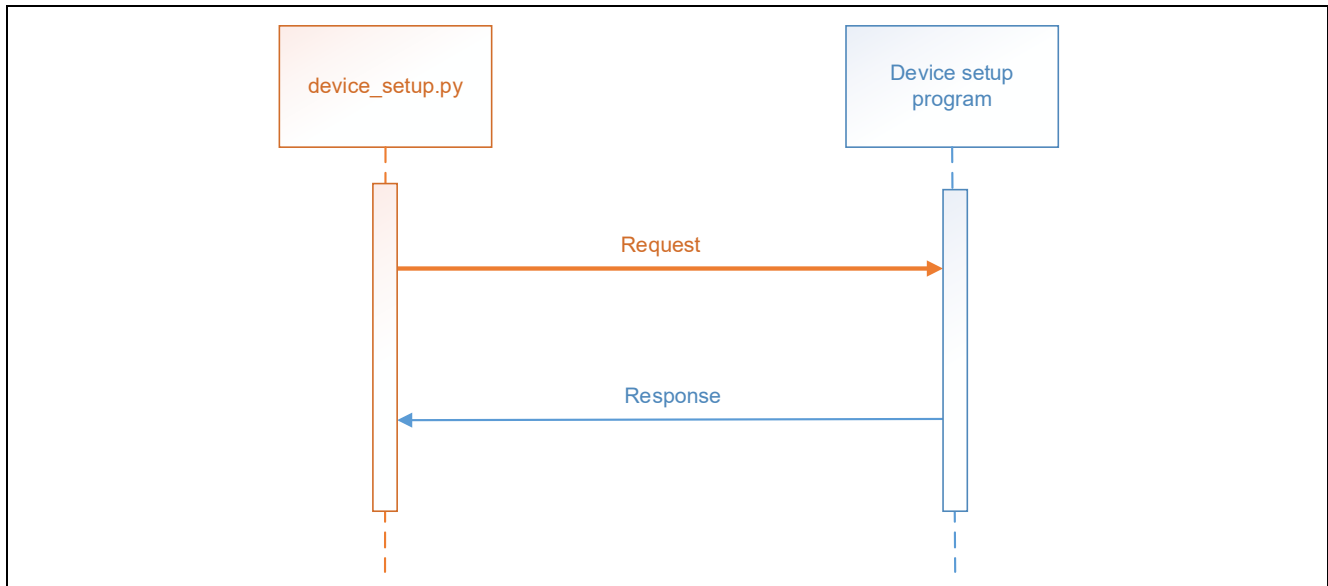 device_setup.py
Device setup
program
Request
Response